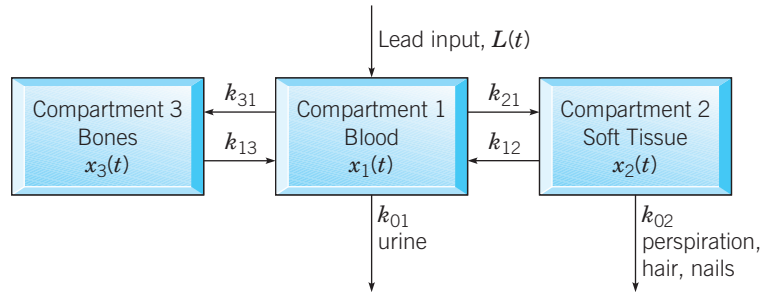 Lead input, L(t)
Compartment 3
Bones
x₃(t)
k₃₁
k₁₃
Compartment 1
Blood
x₁(t)
k₂₁
k₁₂
Compartment 2
Soft Tissue
x₂(t)
k₀₁
urine
k₀₂
perspiration,
hair, nails